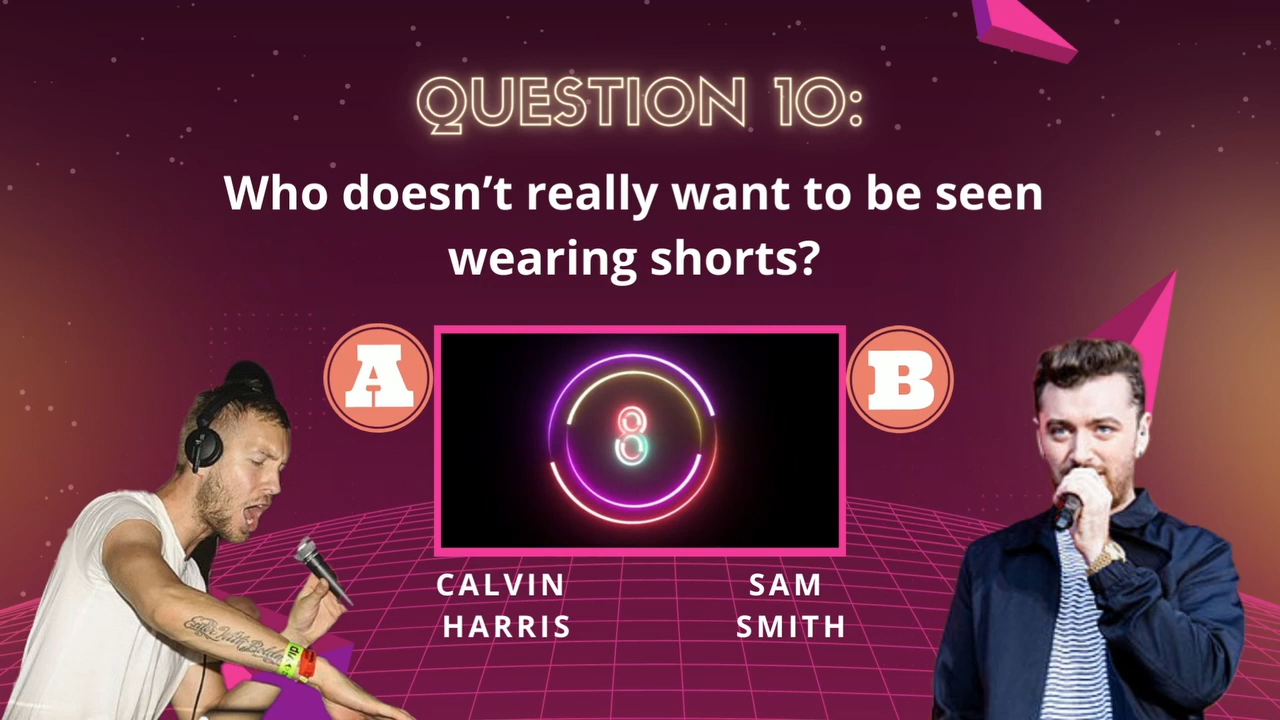 QUESTION 10:
Who doesn't really want to be seen
wearing shorts?
A
B
8
CALVIN
HARRIS
SAM
SMITH